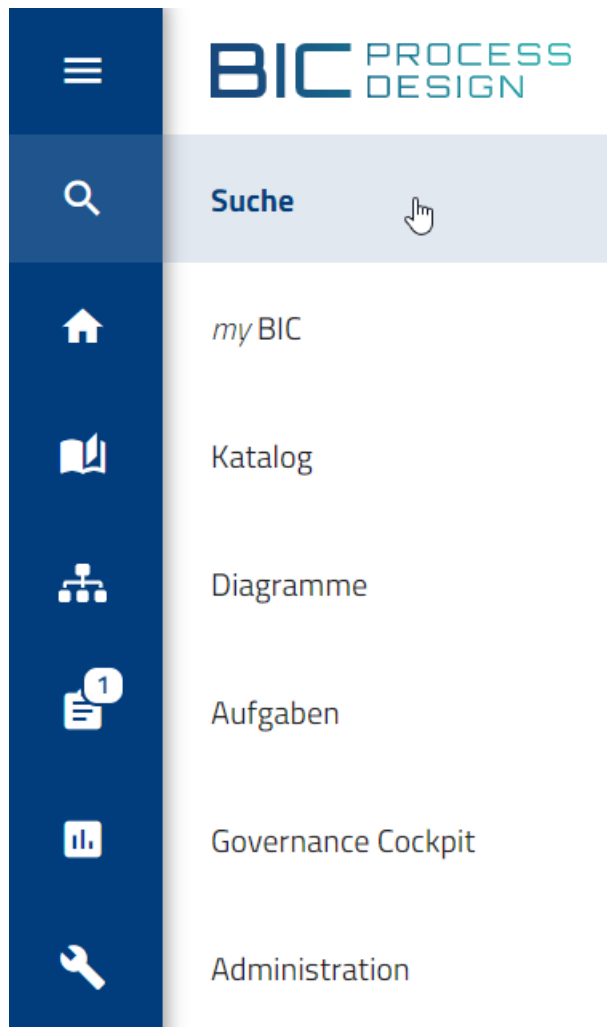 BIC PROCESS
DESIGN
Suche
my BIC
Katalog
Diagramme
1
Aufgaben
Governance Cockpit
Administration